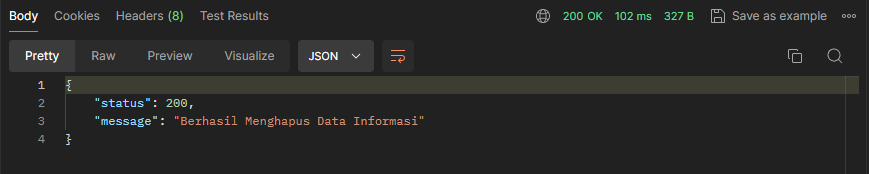 Body Cookies Headers (8) Test Results 200 OK 102 ms 327 B Save as example
Pretty Raw Preview Visualize JSON
1 {
2 "status": 200,
3 "message": "Berhasil Menghapus Data Informasi"
4 }